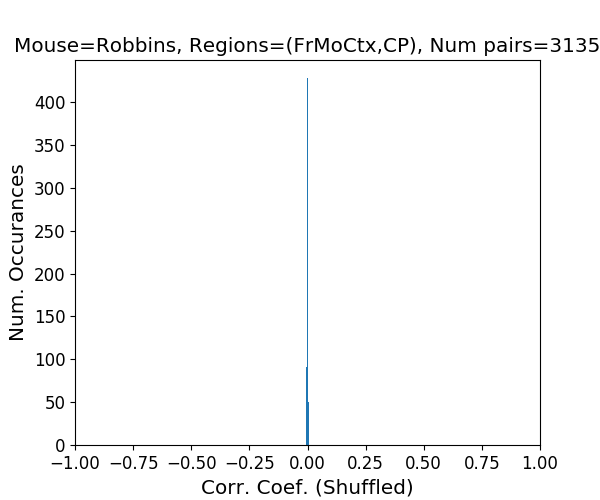 Mouse=Robbins, Regions=(FrMoCtx,CP), Num pairs=3135
Num. Occurances
400
350
300
250
200
150
100
50
0
−1.00 −0.75 −0.50 −0.25 0.00 0.25 0.50 0.75 1.00
Corr. Coef. (Shuffled)